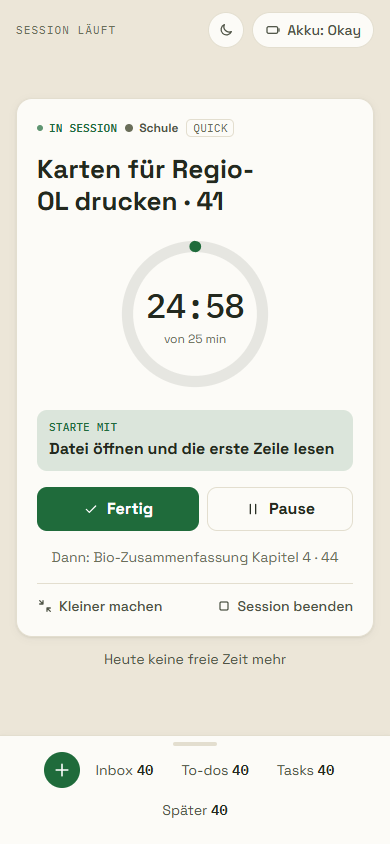 SESSION LÄUFT
Akku: Okay
IN SESSION Schule QUICK
Karten für Regio-
OL drucken · 41
24:58
von 25 min
STARTE MIT
Datei öffnen und die erste Zeile lesen
Fertig
Pause
Dann: Bio-Zusammenfassung Kapitel 4 · 44
Kleiner machen
Session beenden
Heute keine freie Zeit mehr
Inbox 40 To-dos 40 Tasks 40
Später 40